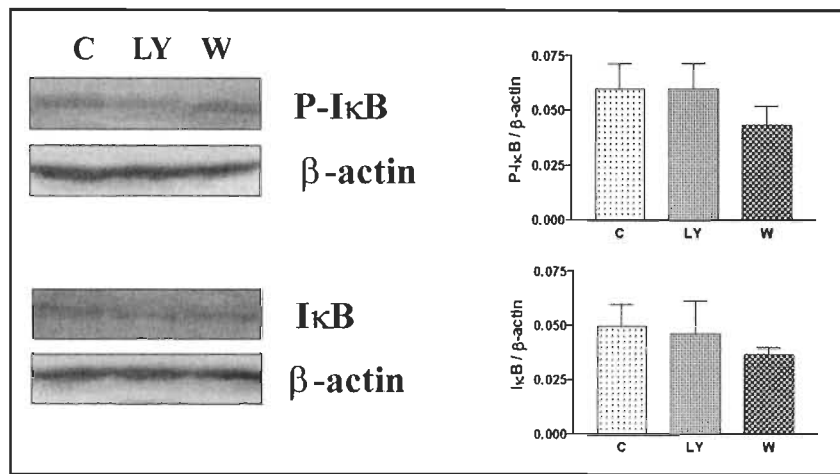 C LY W
P-IκB
β-actin
IκB
β-actin
0.075
0.050
0.025
0.000
P-IκB / β-actin
C LY W
0.075
0.050
0.025
0.000
IκB / β-actin
C LY W